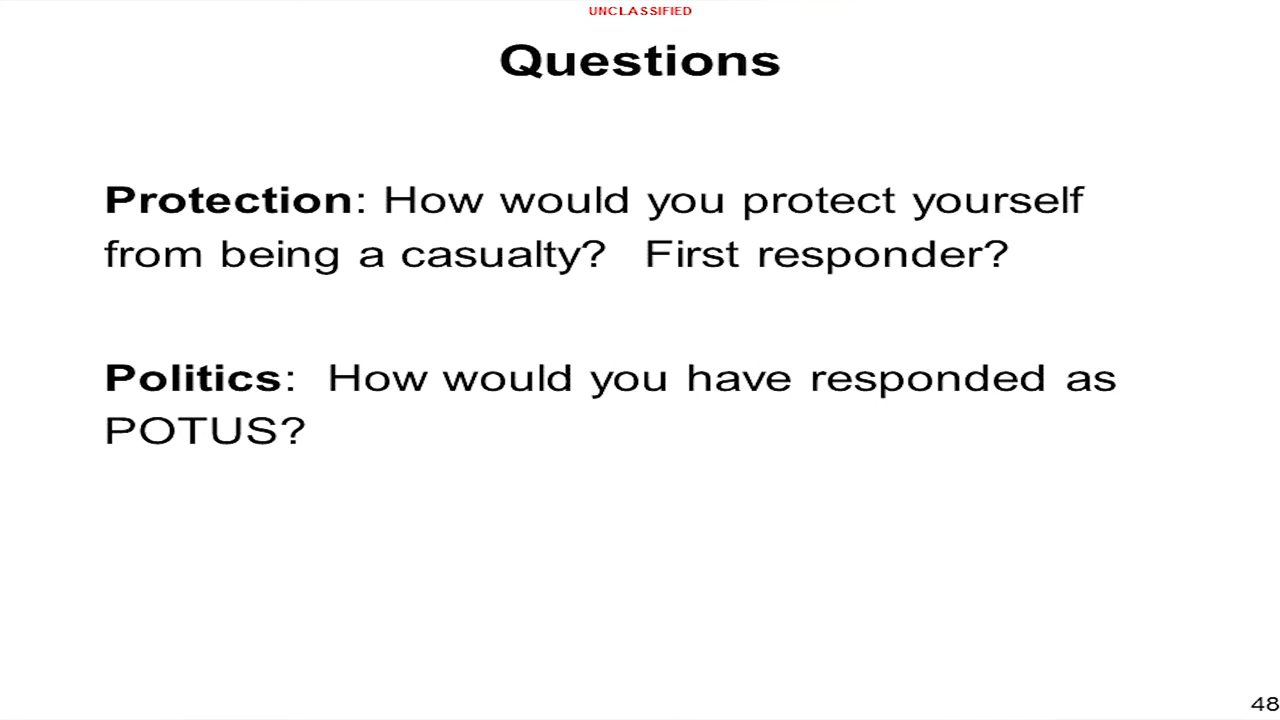 UNCLASSIFIED
Questions
Protection: How would you protect yourself
from being a casualty? First responder?
Politics: How would you have responded as
POTUS?
48